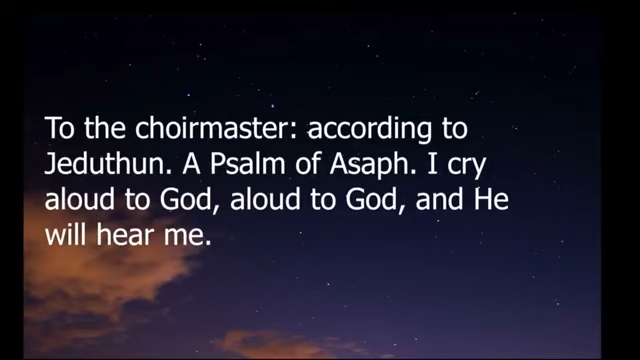 To the choirmaster: according to
Jeduthun. A Psalm of Asaph. I cry
aloud to God, aloud to God, and He
will hear me.